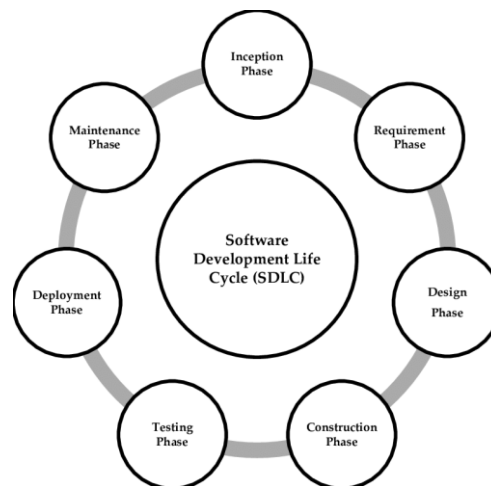 Inception
Phase
Requirement
Phase
Design
Phase
Construction
Phase
Testing
Phase
Deployment
Phase
Maintenance
Phase
Software
Development Life
Cycle (SDLC)